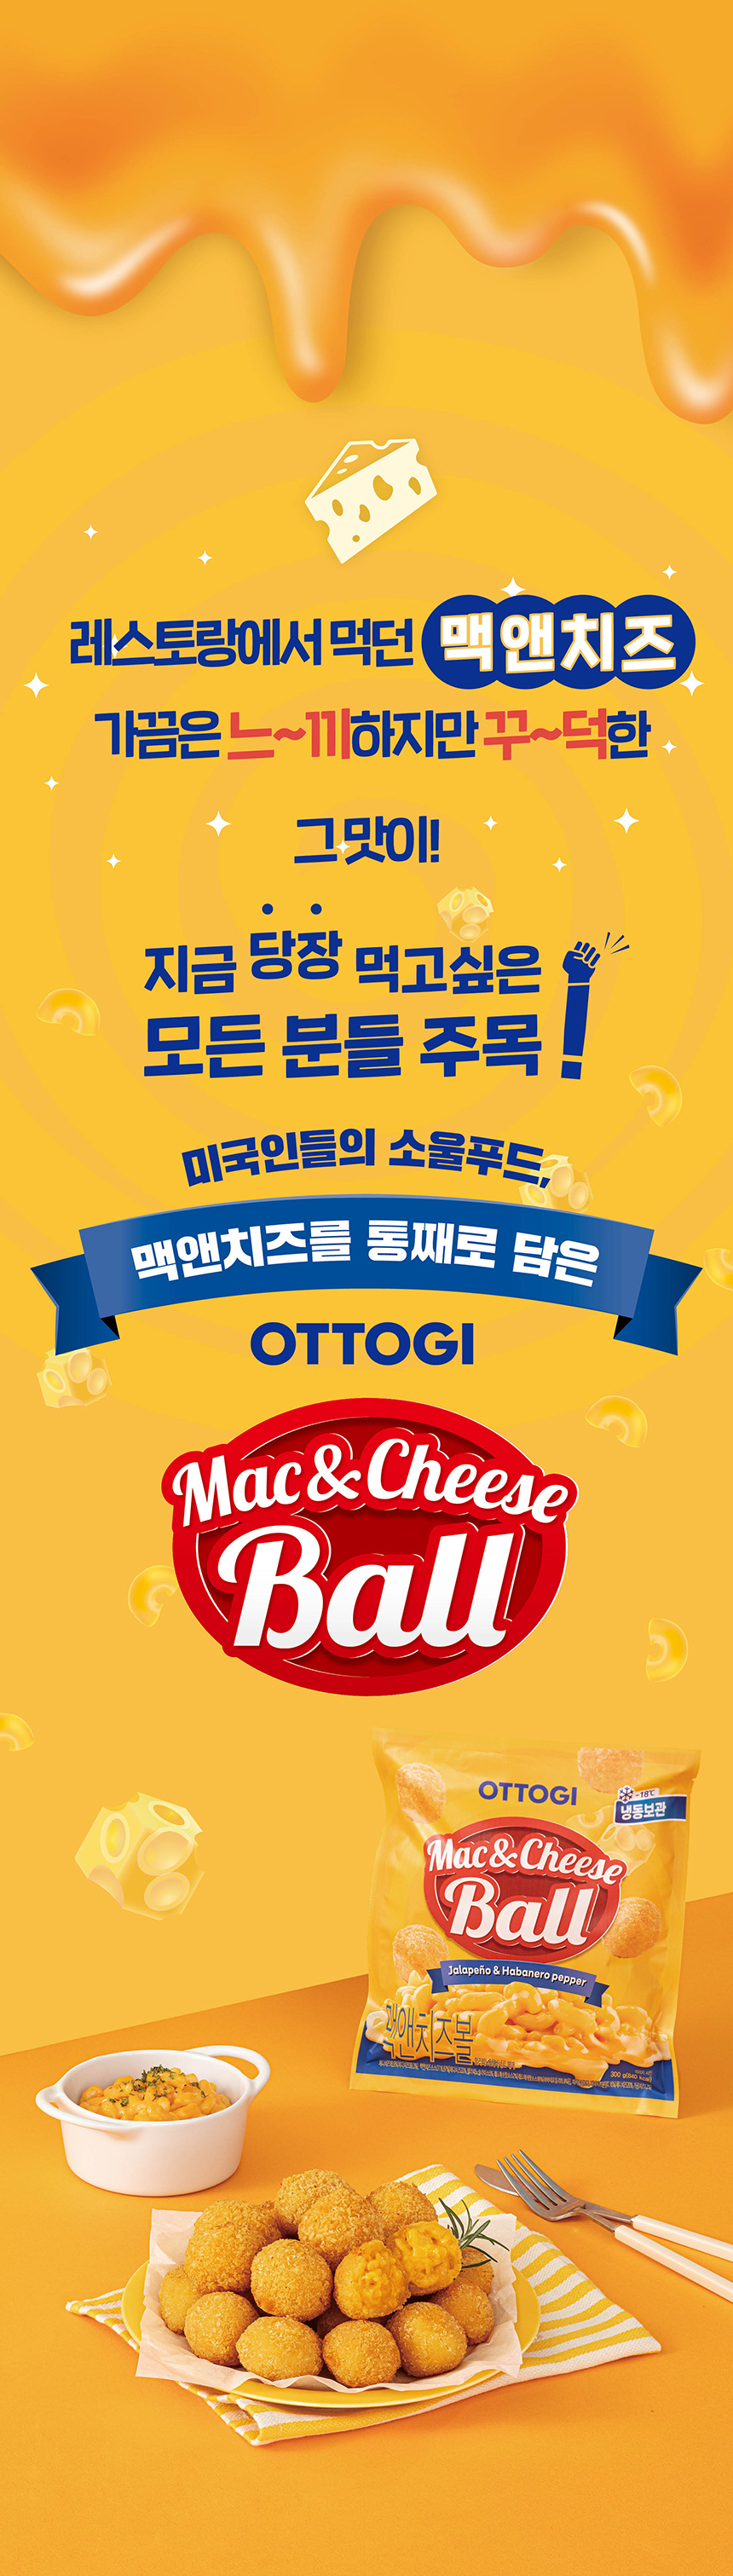 레스토랑에서 먹던 맥앤치즈
가끔은 느~끼하지만 꾸~덕한
그 맛이!
지금 당장 먹고싶은
모든 분들 주목!
미국인들의 소울푸드,
맥앤치즈를 통째로 담은
OTTOGI
Mac & Cheese
Ball
OTTOGI
-18℃
냉동보관
Mac & Cheese
Ball
Jalapeño & Habanero pepper
맥앤치즈볼
300 g(840 kcal)